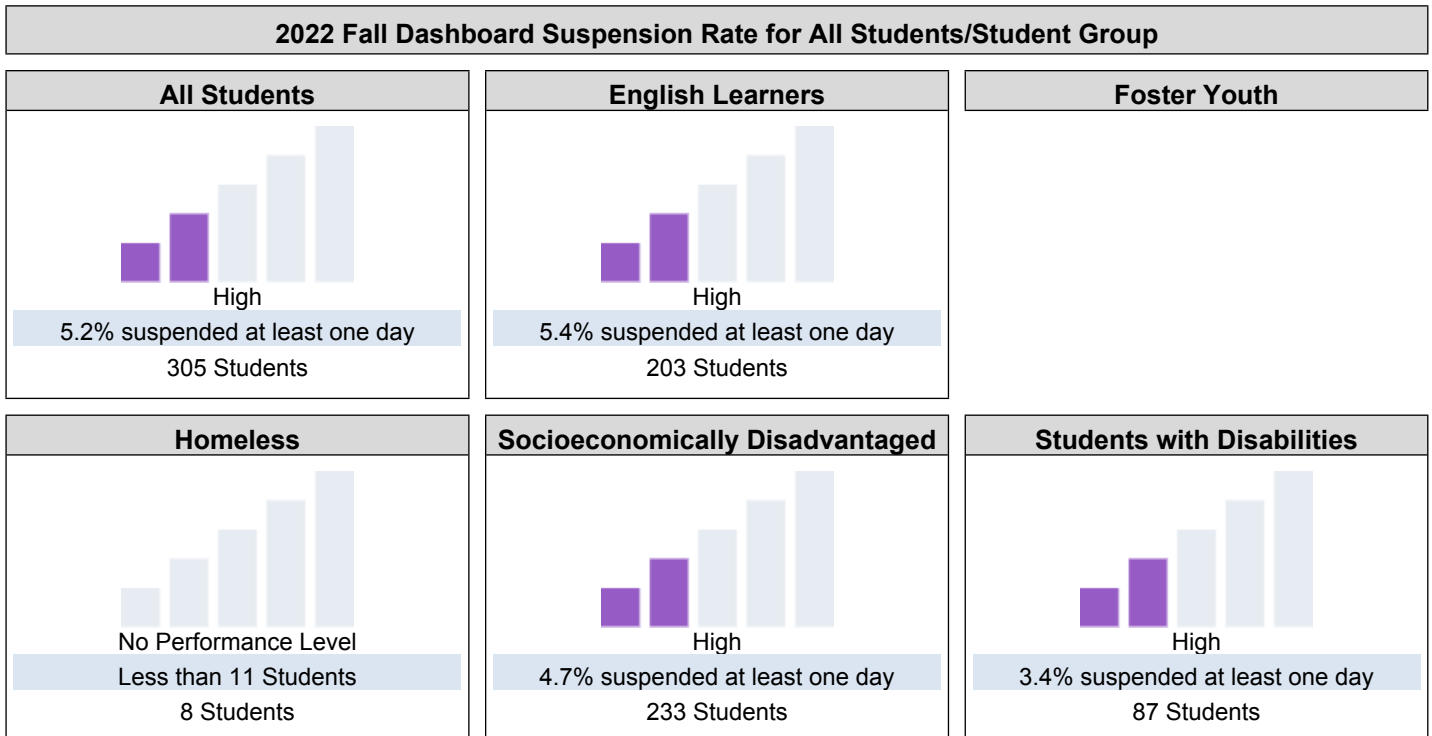 2022 Fall Dashboard Suspension Rate for All Students/Student Group
All Students
High
5.2% suspended at least one day
305 Students
English Learners
High
5.4% suspended at least one day
203 Students
Foster Youth
Homeless
No Performance Level
Less than 11 Students
8 Students
Socioeconomically Disadvantaged
High
4.7% suspended at least one day
233 Students
Students with Disabilities
High
3.4% suspended at least one day
87 Students